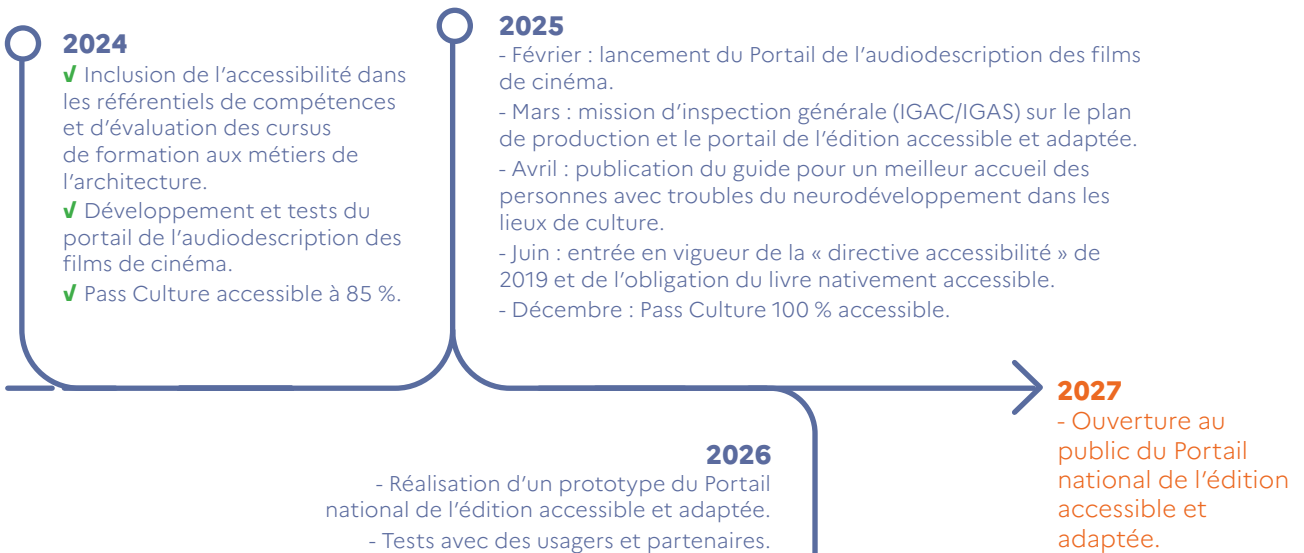 2024
√ Inclusion de l’accessibilité dans
les référentiels de compétences
et d’évaluation des cursus
de formation aux métiers de
l’architecture.
√ Développement et tests du
portail de l’audiodescription des
films de cinéma.
√ Pass Culture accessible à 85 %.
2025
- Février : lancement du Portail de l’audiodescription des films
de cinéma.
- Mars : mission d’inspection générale (IGAC/IGAS) sur le plan
de production et le portail de l’édition accessible et adaptée.
- Avril : publication du guide pour un meilleur accueil des
personnes avec troubles du neurodéveloppement dans les
lieux de culture.
- Juin : entrée en vigueur de la « directive accessibilité » de
2019 et de l’obligation du livre nativement accessible.
- Décembre : Pass Culture 100 % accessible.
2026
- Réalisation d’un prototype du Portail
national de l’édition accessible et adaptée.
- Tests avec des usagers et partenaires.
2027
- Ouverture au
public du Portail
national de l’édition
accessible et
adaptée.